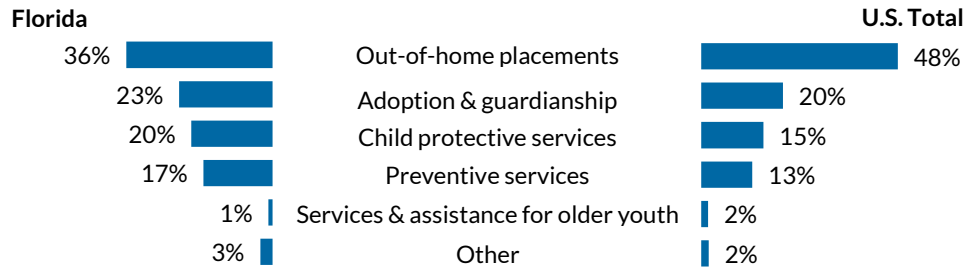 Florida U.S. Total
36% Out-of-home placements 48%
23% Adoption & guardianship 20%
20% Child protective services 15%
17% Preventive services 13%
1% Services & assistance for older youth 2%
3% Other 2%